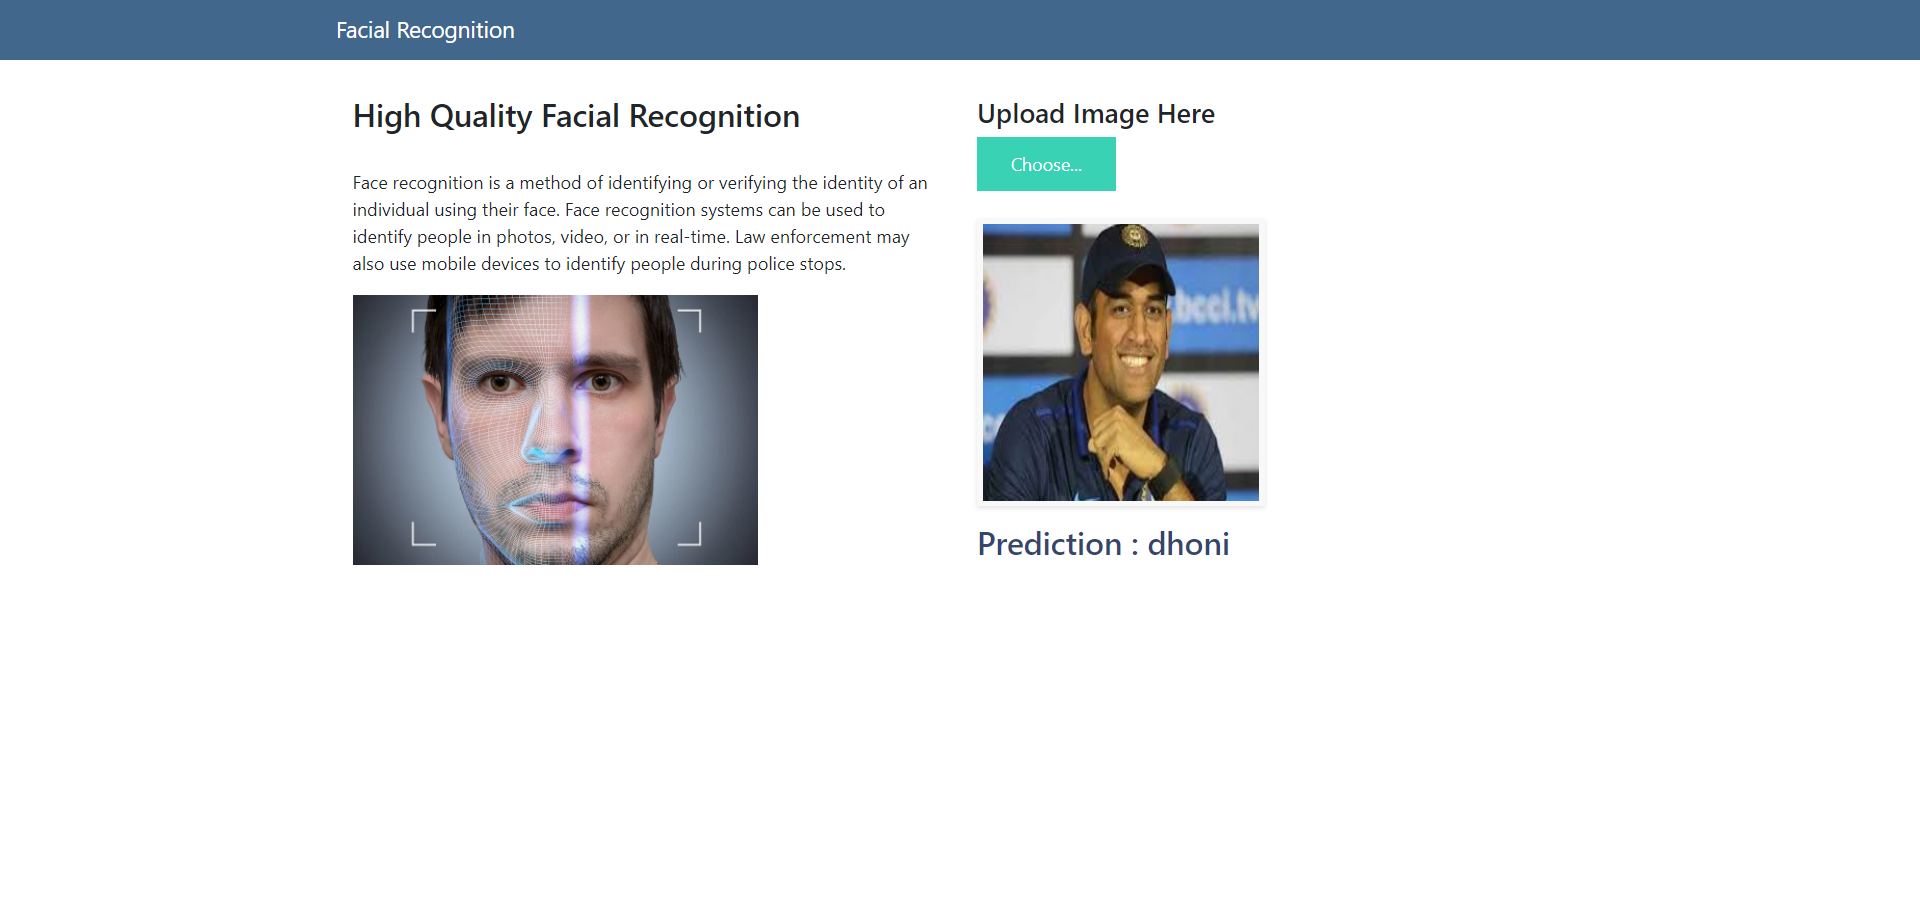 Facial Recognition
High Quality Facial Recognition
Face recognition is a method of identifying or verifying the identity of an
individual using their face. Face recognition systems can be used to
identify people in photos, video, or in real-time. Law enforcement may
also use mobile devices to identify people during police stops.
Upload Image Here
Choose...
bcci.tv
Prediction : dhoni